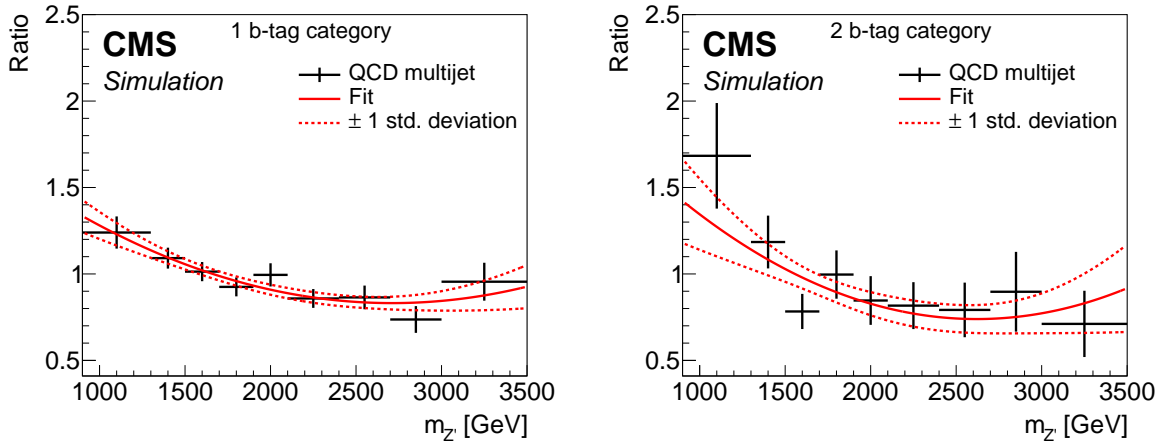 Ratio
2.5
2
1.5
1
0.5
CMS
Simulation
1 b-tag category
QCD multijet
Fit
± 1 std. deviation
1000 1500 2000 2500 3000 3500
m_Z' [GeV]
Ratio
2.5
2
1.5
1
0.5
CMS
Simulation
2 b-tag category
QCD multijet
Fit
± 1 std. deviation
1000 1500 2000 2500 3000 3500
m_Z' [GeV]